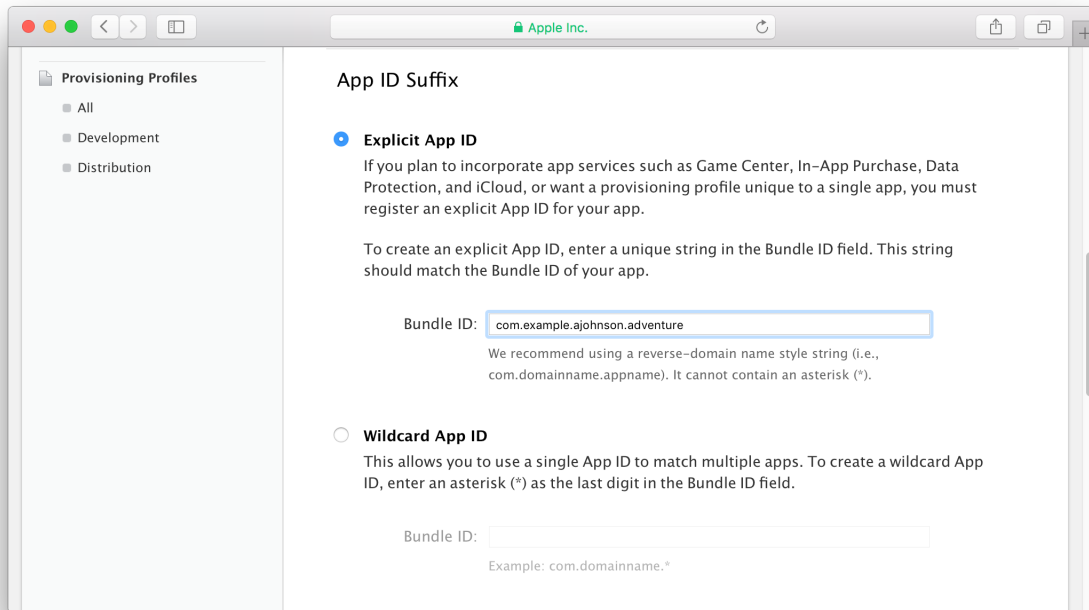 Apple Inc.
Provisioning Profiles
All
Development
Distribution
App ID Suffix
Explicit App ID
If you plan to incorporate app services such as Game Center, In-App Purchase, Data
Protection, and iCloud, or want a provisioning profile unique to a single app, you must
register an explicit App ID for your app.
To create an explicit App ID, enter a unique string in the Bundle ID field. This string
should match the Bundle ID of your app.
Bundle ID: com.example.ajohnson.adventure
We recommend using a reverse-domain name style string (i.e.,
com.domainname.appname). It cannot contain an asterisk (*).
Wildcard App ID
This allows you to use a single App ID to match multiple apps. To create a wildcard App
ID, enter an asterisk (*) as the last digit in the Bundle ID field.
Bundle ID:
Example: com.domainname.*